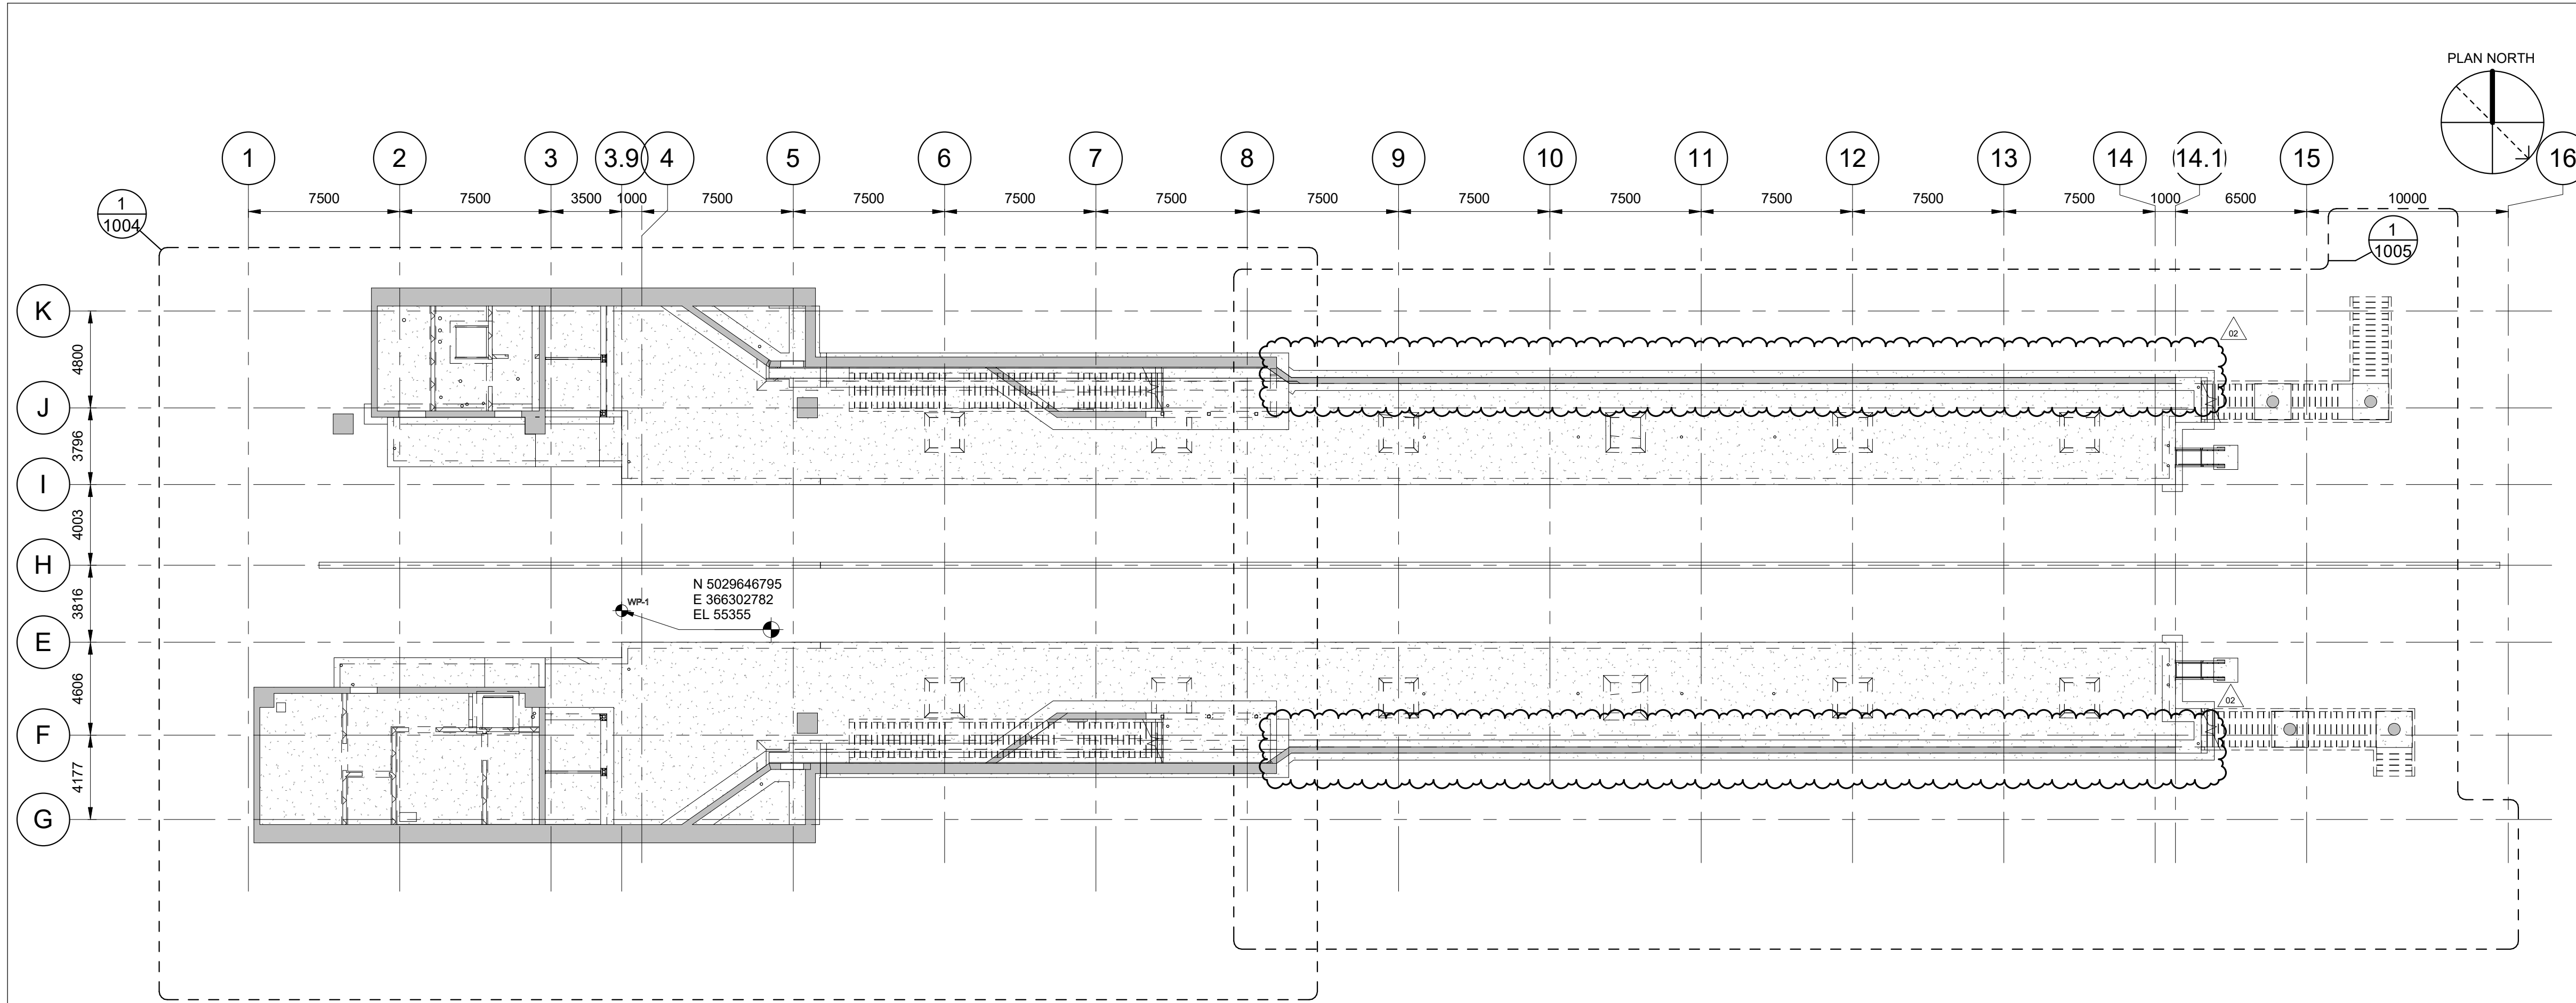 PLAN NORTH
1 2 3 3.9 4 5 6 7 8 9 10 11 12 13 14 14.1 15 16
7500 7500 3500 1000 7500 7500 7500 7500 7500 7500 7500 7500 7500 7500 1000 6500 10000
1
1004
1
1005
K
4800
02
J
3796
I
4003
H
3816
N 5029646795
E 366302782
EL 55355
WP-1
E
4606
02
F
4177
G